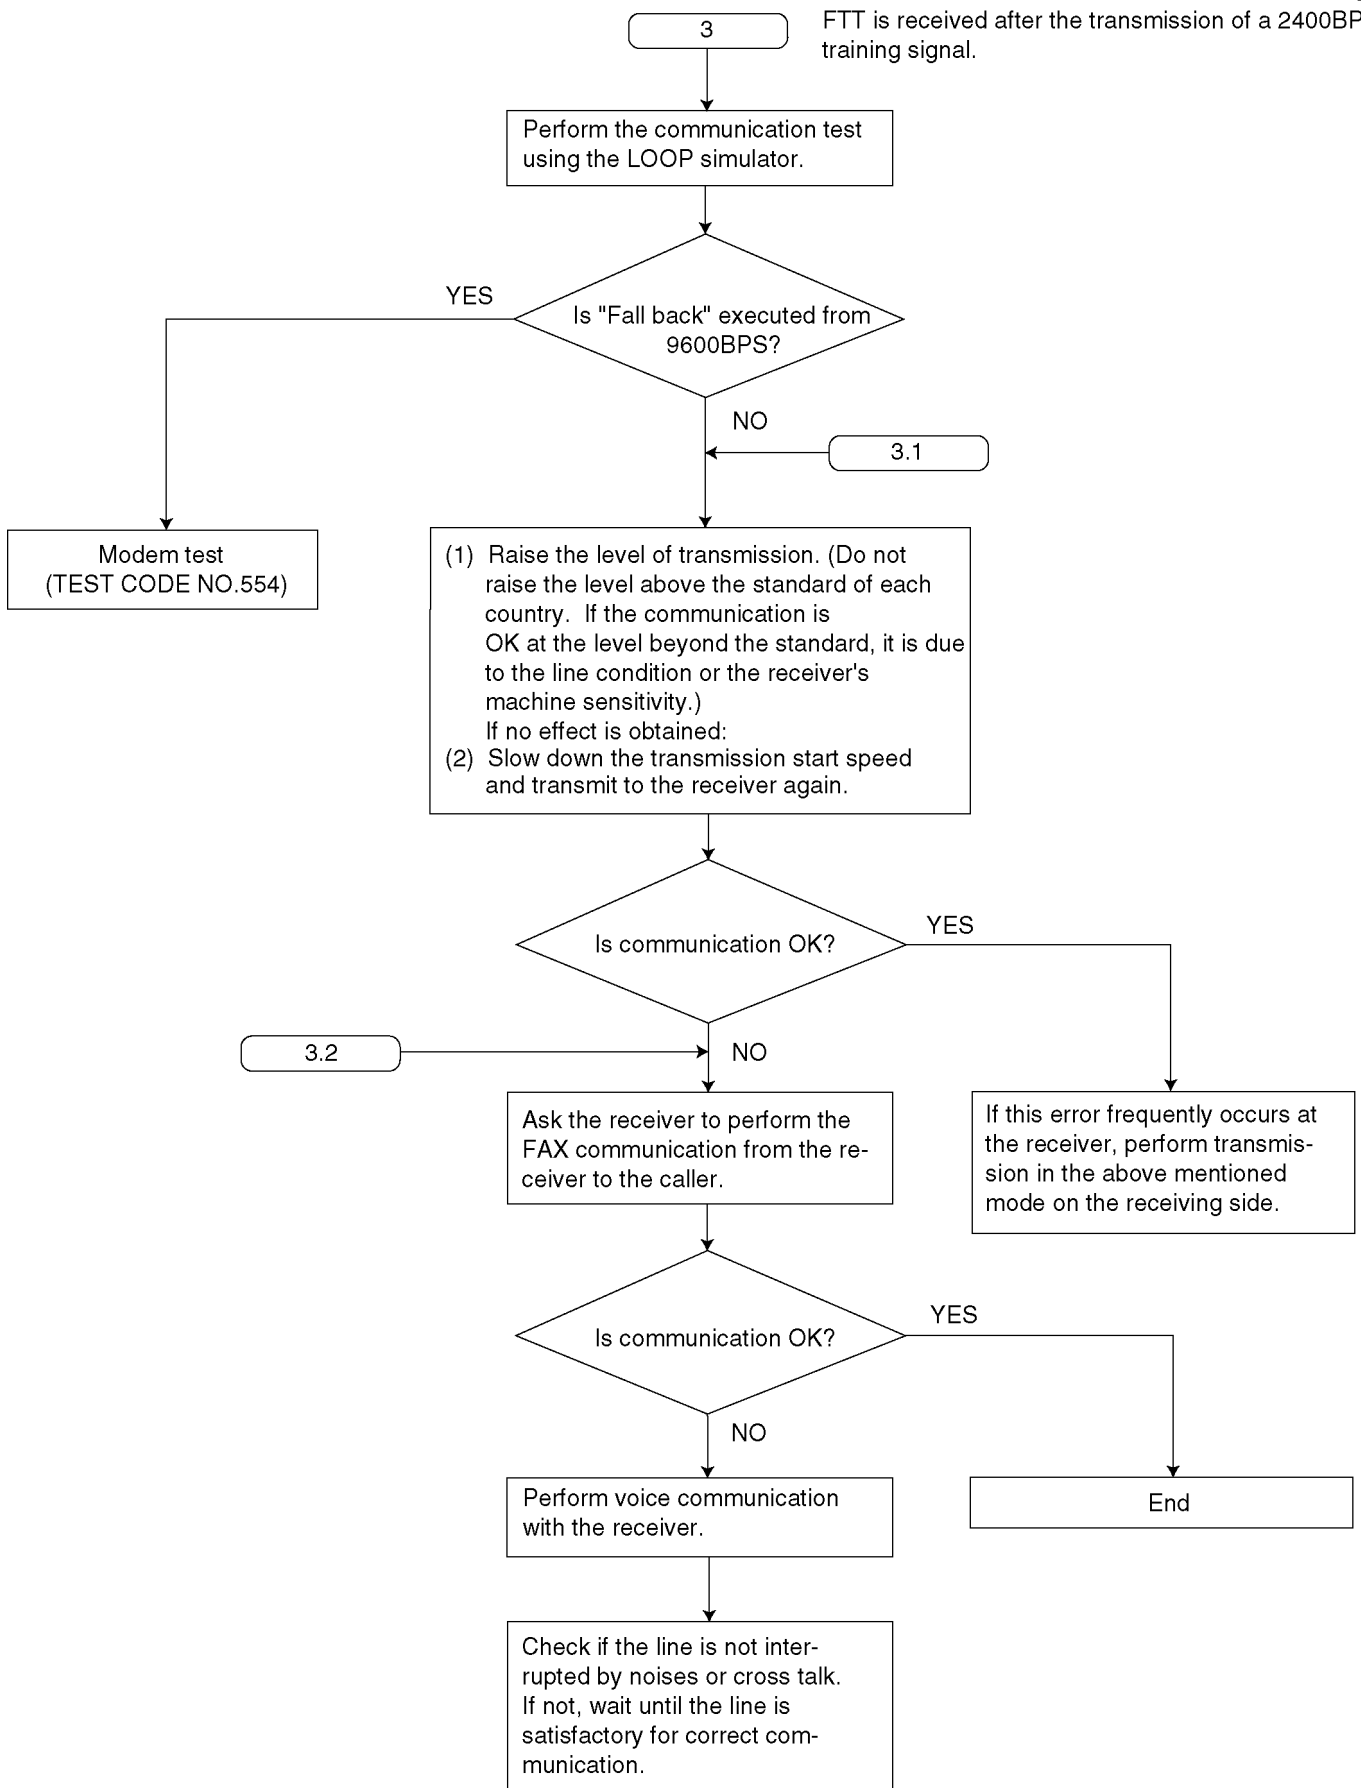 3
FTT is received after the transmission of a 2400BP
training signal.
Perform the communication test
using the LOOP simulator.
YES
Is "Fall back" executed from
9600BPS?
NO
3.1
Modem test
(TEST CODE NO.554)
(1) Raise the level of transmission. (Do not
raise the level above the standard of each
country. If the communication is
OK at the level beyond the standard, it is due
to the line condition or the receiver's
machine sensitivity.)
If no effect is obtained:
(2) Slow down the transmission start speed
and transmit to the receiver again.
Is communication OK?
YES
3.2
NO
Ask the receiver to perform the
FAX communication from the re-
ceiver to the caller.
If this error frequently occurs at
the receiver, perform transmis-
sion in the above mentioned
mode on the receiving side.
Is communication OK?
YES
NO
Perform voice communication
with the receiver.
End
Check if the line is not inter-
rupted by noises or cross talk.
If not, wait until the line is
satisfactory for correct com-
munication.